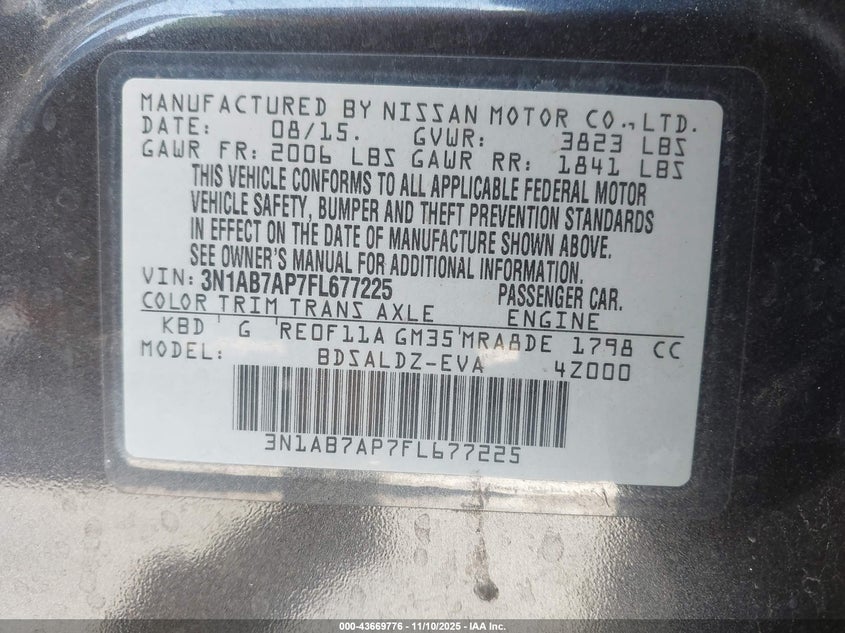 MANUFACTURED BY NISSAN MOTOR CO., LTD.
DATE: 08/15. GVWR: 3823 LBS
GAWR FR: 2006 LBS GAWR RR: 1841 LBS
THIS VEHICLE CONFORMS TO ALL APPLICABLE FEDERAL MOTOR
VEHICLE SAFETY, BUMPER AND THEFT PREVENTION STANDARDS
IN EFFECT ON THE DATE OF MANUFACTURE SHOWN ABOVE.
SEE OWNER'S MANUAL FOR ADDITIONAL INFORMATION.
VIN: 3N1AB7AP7FL677225 PASSENGER CAR.
COLOR TRIM TRANS AXLE ENGINE
KBD G RE0F11A GM35 MRA8DE 1798 CC
MODEL: BDSALDZ-EVA 4Z000
3N1AB7AP7FL677225
000-43669776 - 11/10/2025 - IAA Inc.